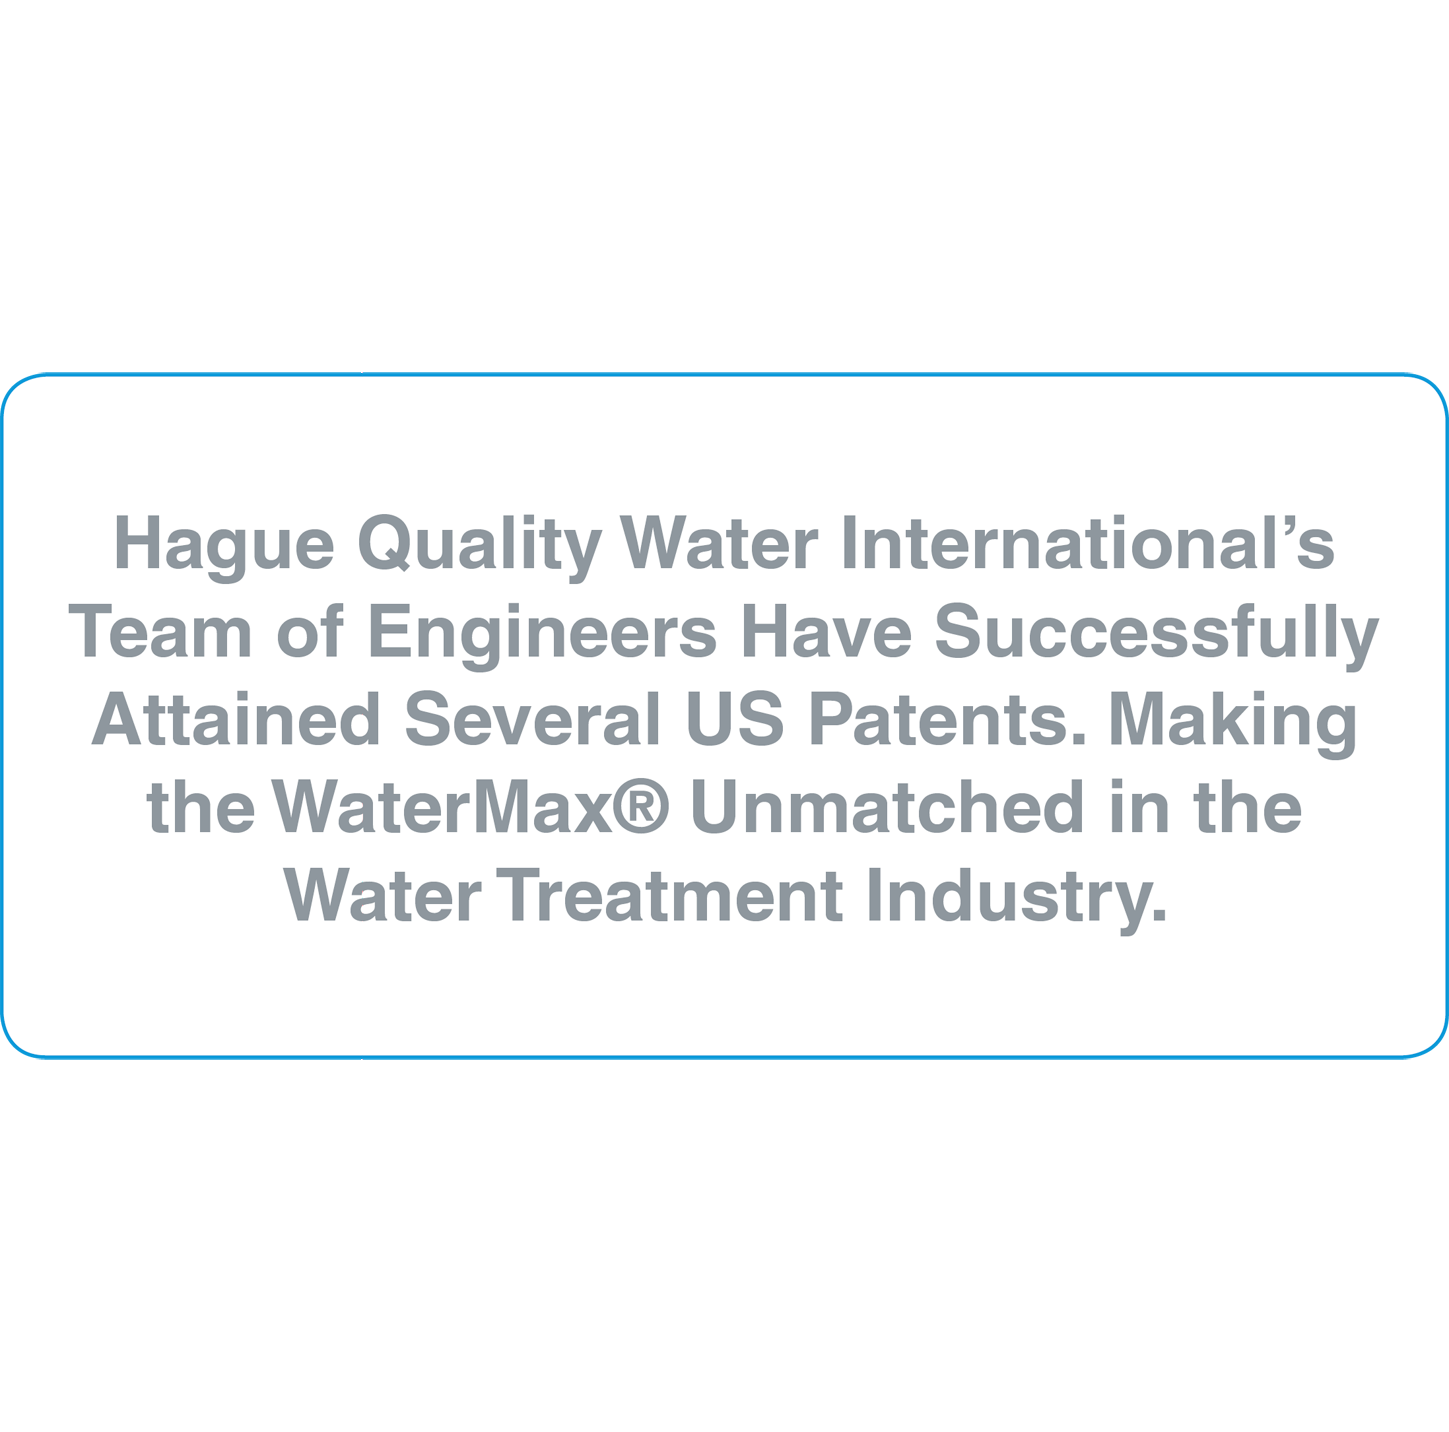 Hague Quality Water International’s
Team of Engineers Have Successfully
Attained Several US Patents. Making
the WaterMax® Unmatched in the
Water Treatment Industry.